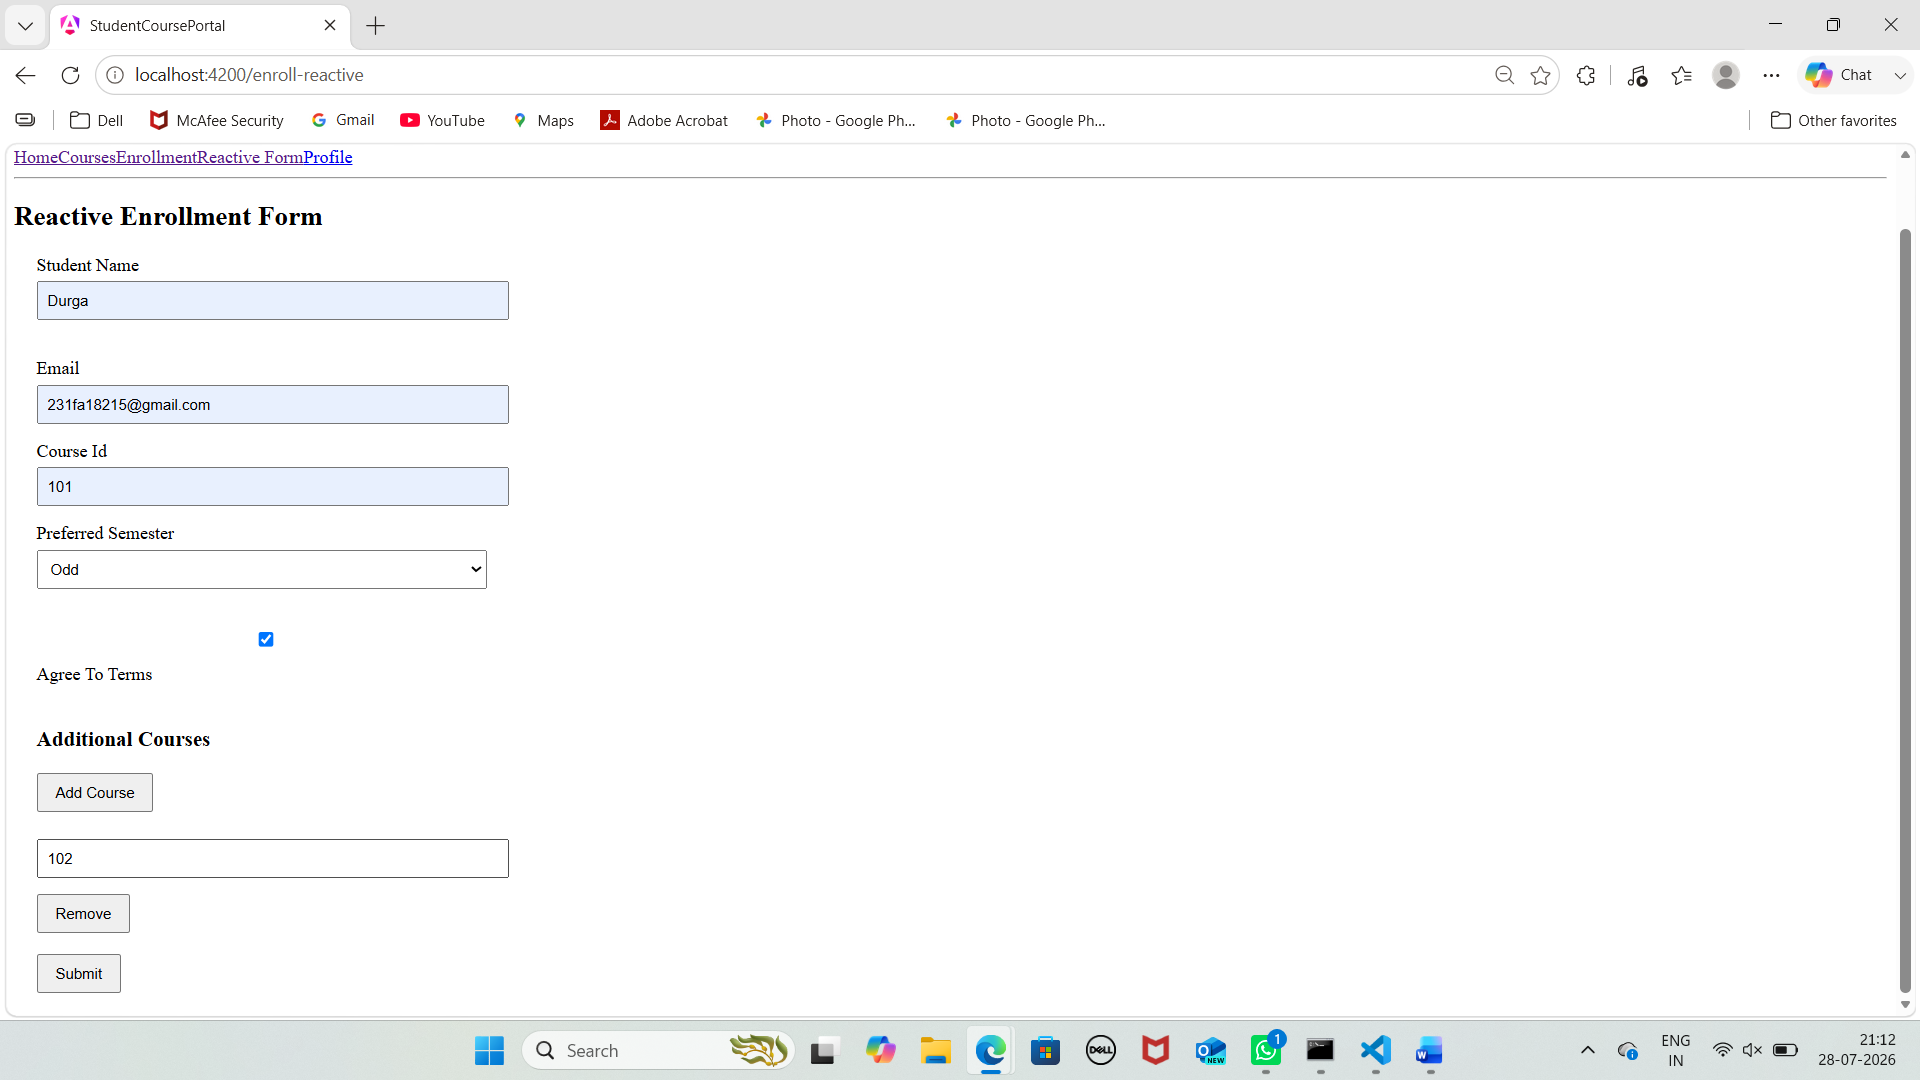 StudentCoursePortal
localhost:4200/enroll-reactive
Chat
Dell
McAfee Security
Gmail
YouTube
Maps
Adobe Acrobat
Photo - Google Ph...
Photo - Google Ph...
Other favorites
HomeCoursesEnrollmentReactive FormProfile
Reactive Enrollment Form
Student Name
Durga
Email
231fa18215@gmail.com
Course Id
101
Preferred Semester
Odd
Agree To Terms
Additional Courses
Add Course
102
Remove
Submit
Search
DELL
NEW
1
W
ENG
IN
21:12
28-07-2026